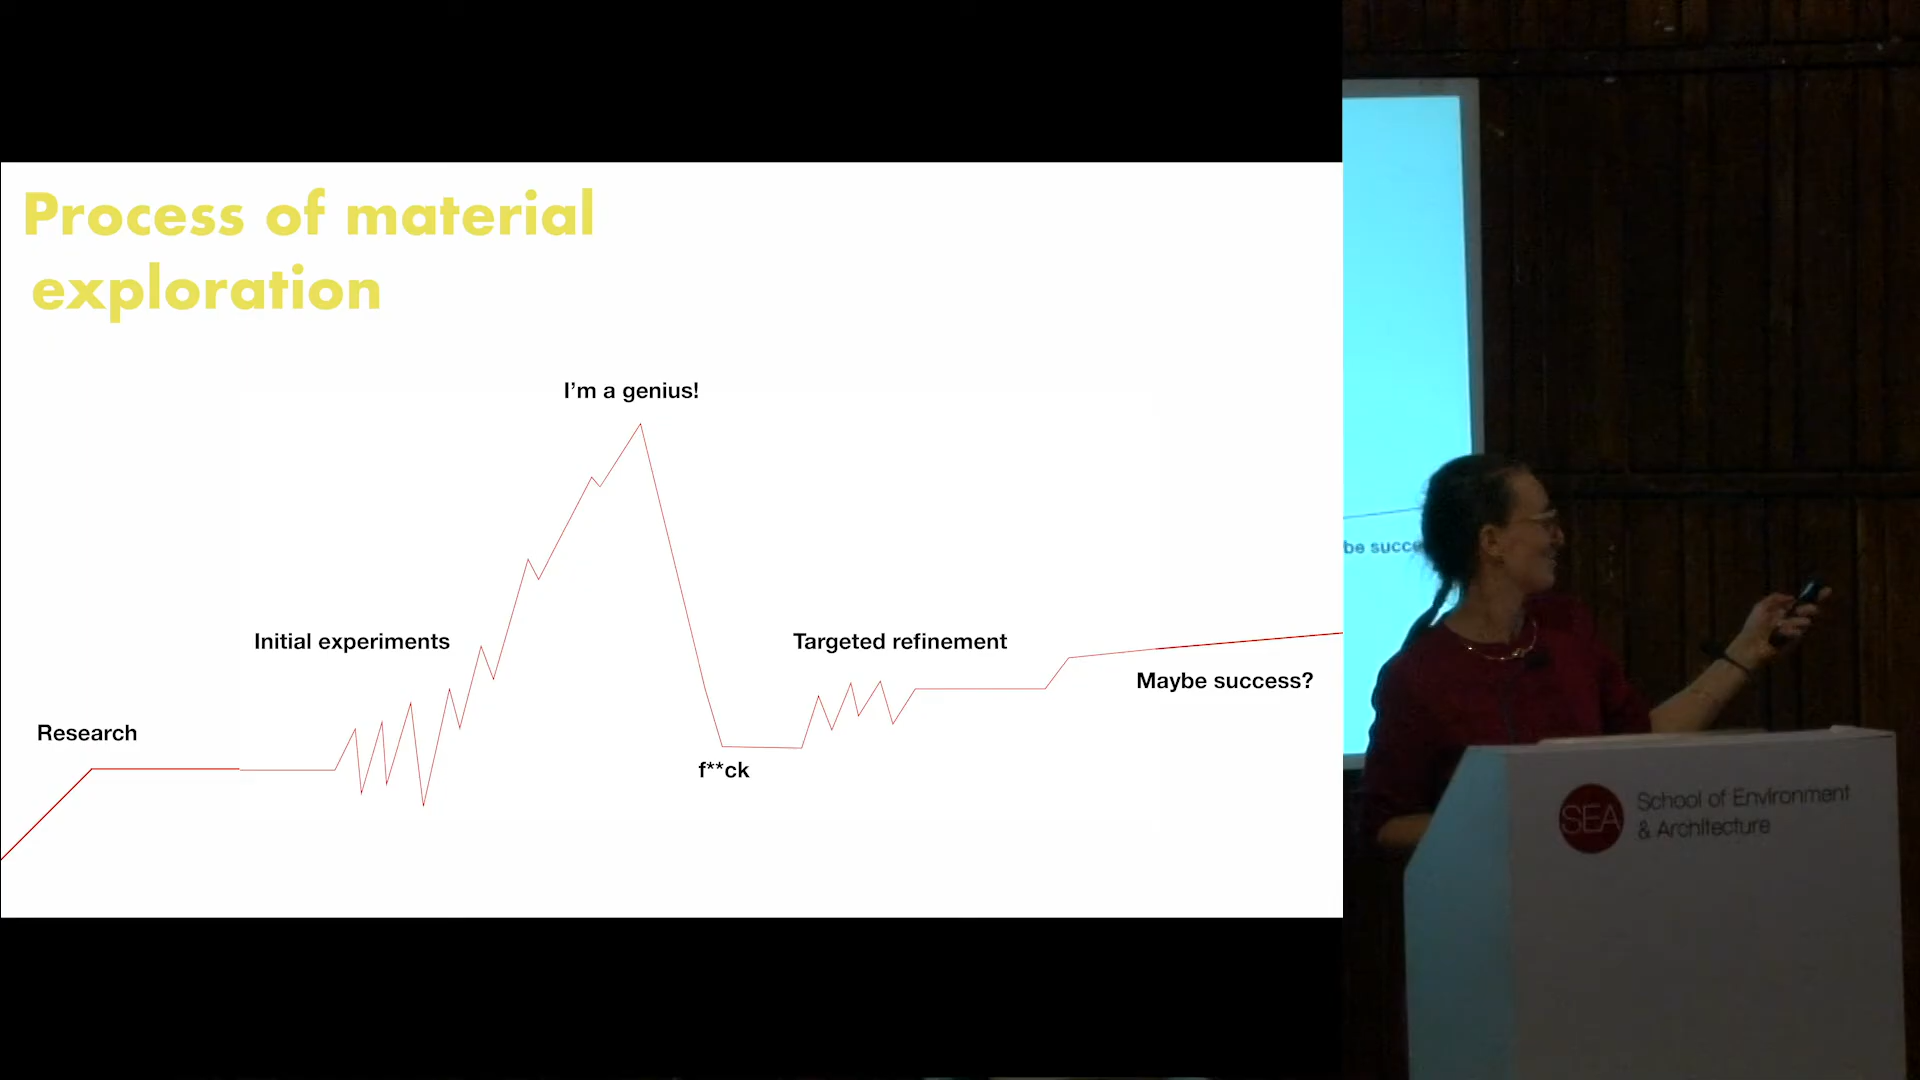 Process of material
exploration
I'm a genius!
Initial experiments
Targeted refinement
Maybe success?
Research
f**ck
be succe
SEA
School of Environment
& Architecture